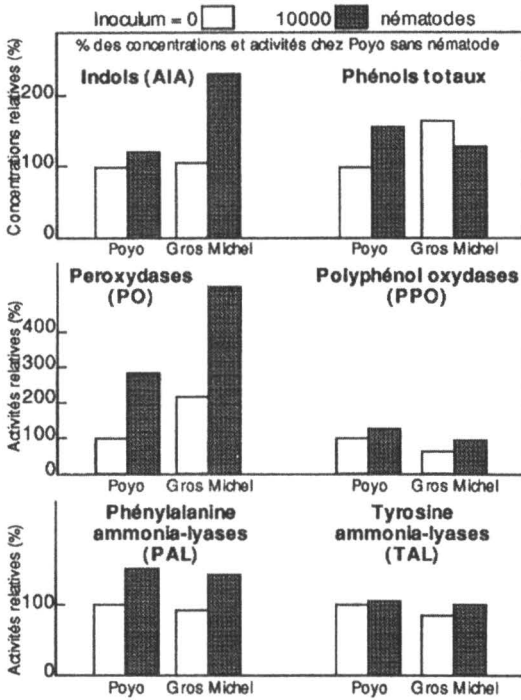 Inoculum = 0 10000 nématodes
% des concentrations et activités chez Poyo sans nématode
Indols (AIA) Phénols totaux
Concentrations relatives (%)
200
100
0
Poyo Gros Michel Poyo Gros Michel
Peroxydases (PO)
Polyphénol oxydases (PPO)
Activités relatives (%)
400
300
200
100
0
Poyo Gros Michel Poyo Gros Michel
Phénylalanine
ammonia-lyases
(PAL)
Tyrosine
ammonia-lyases
(TAL)
Activités relatives (%)
100
0
Poyo Gros Michel Poyo Gros Michel